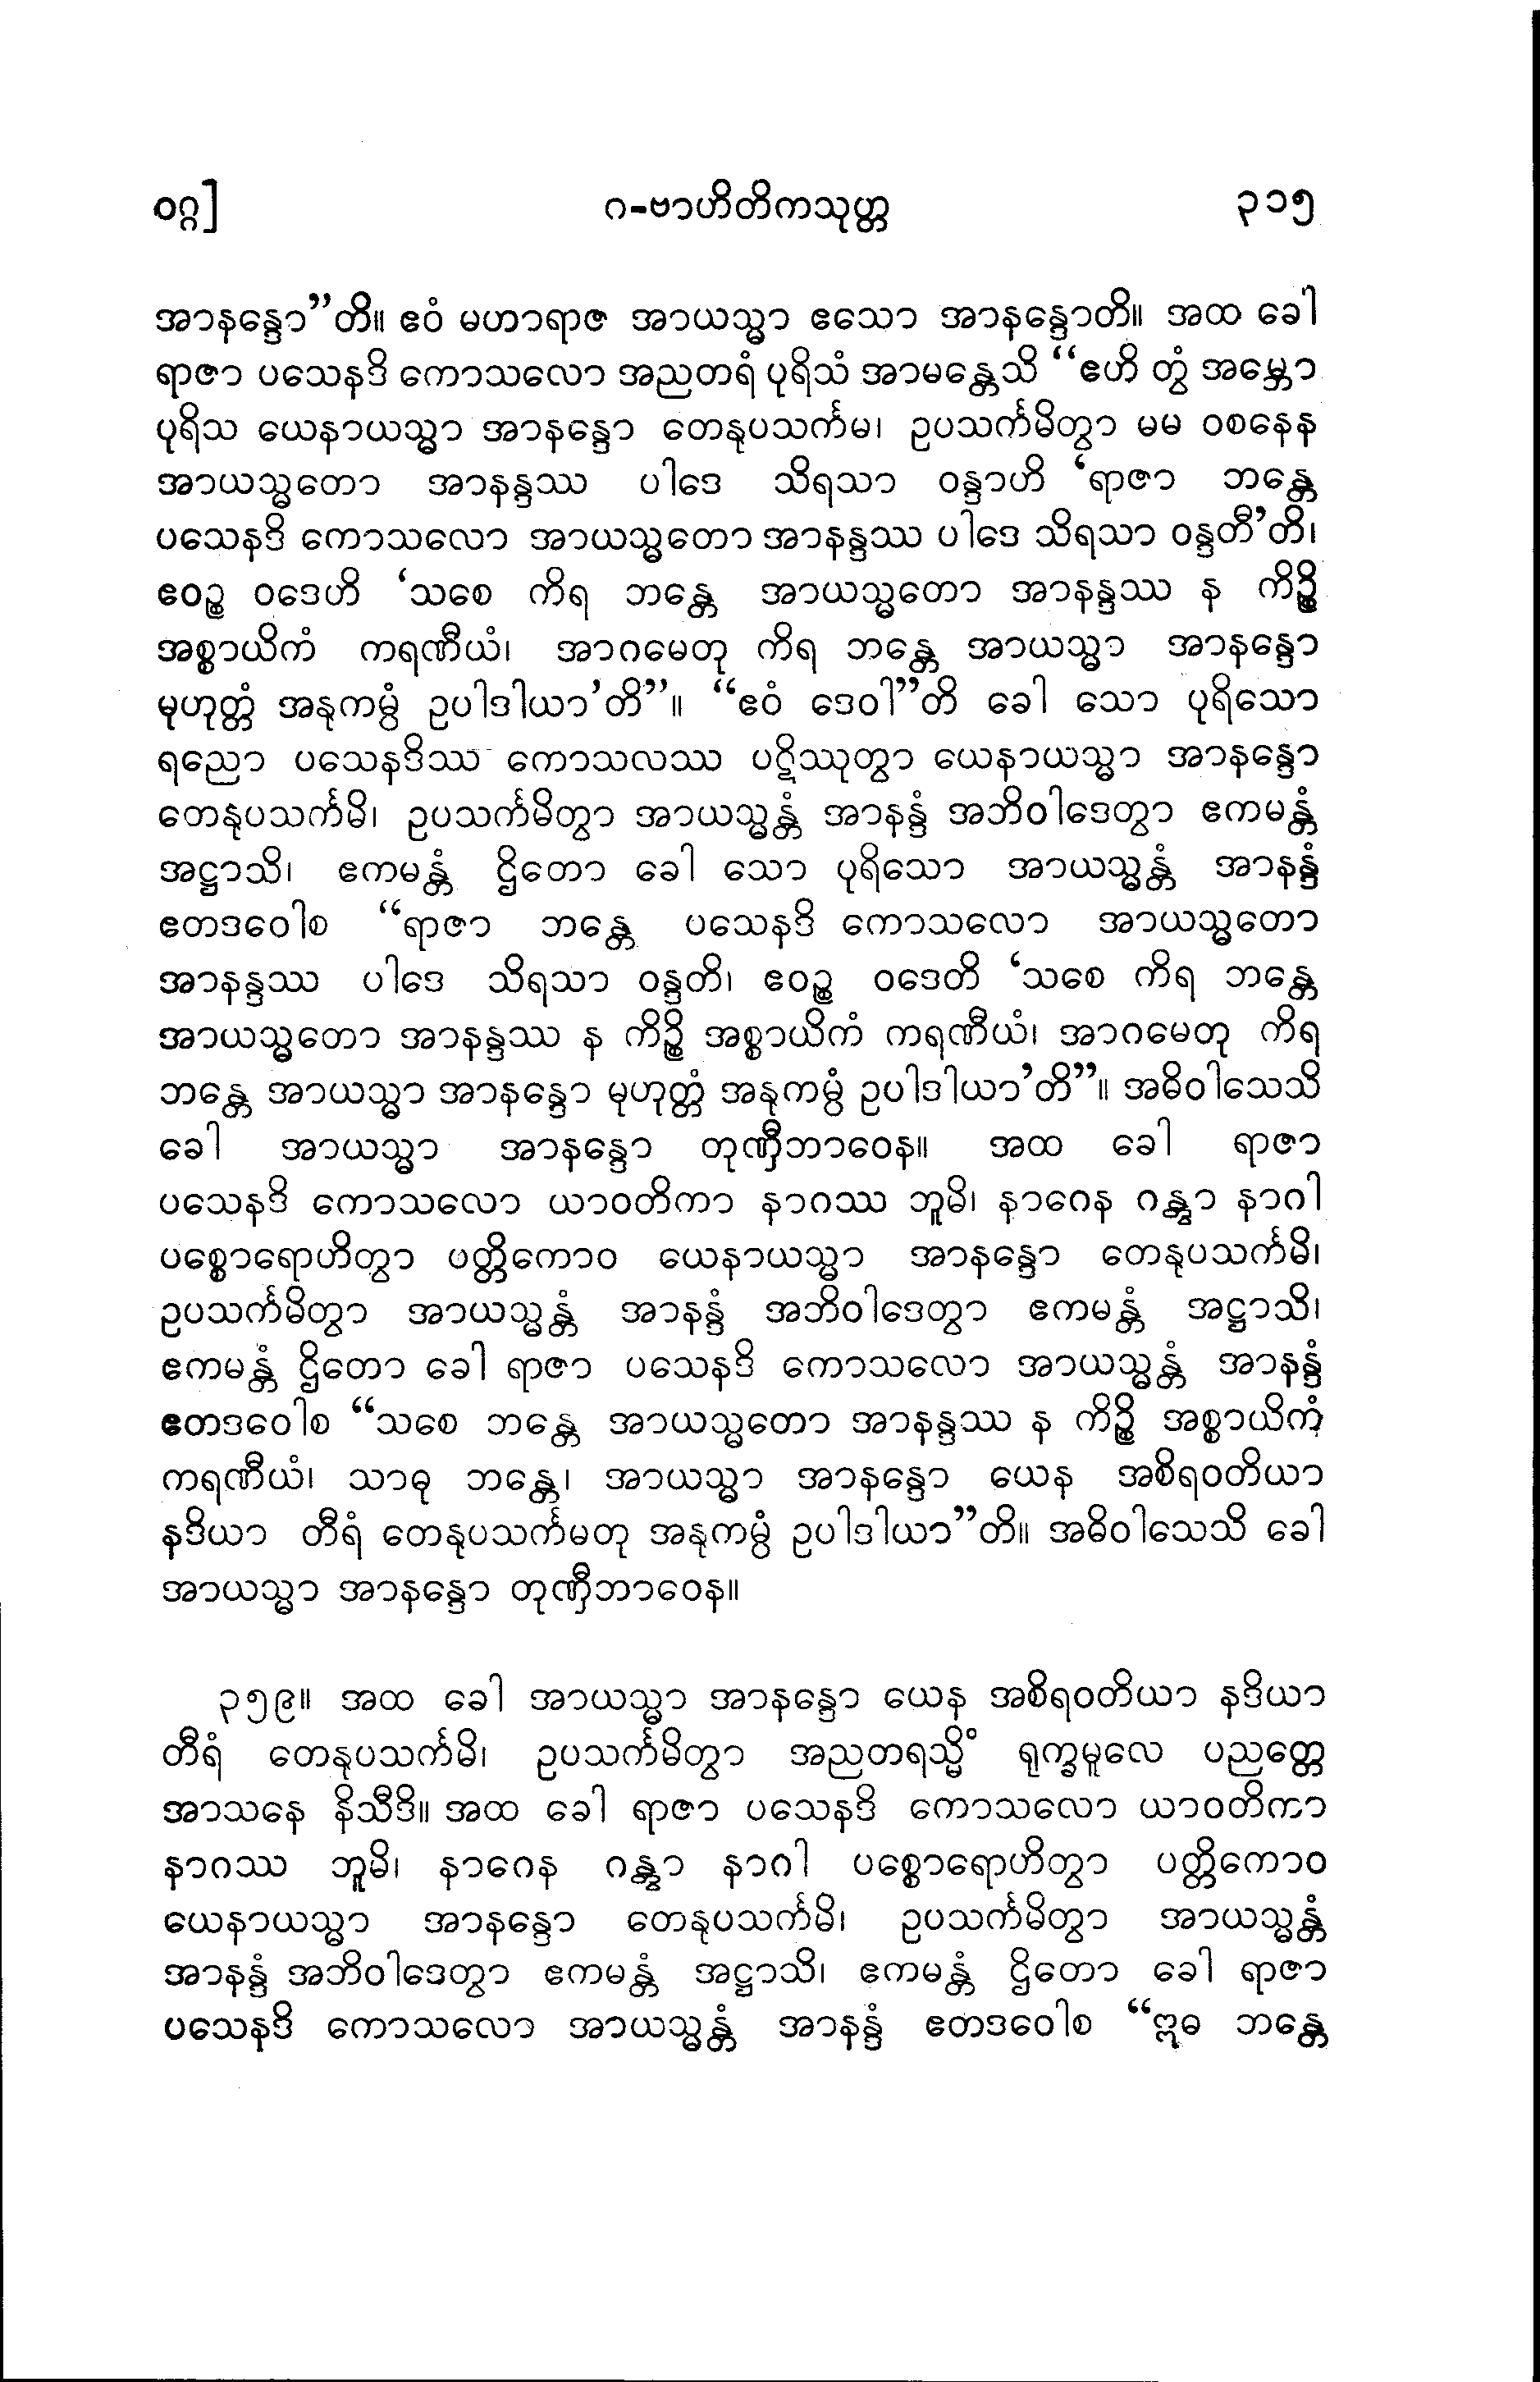 ဝဂ္ဂ] ဂ-ဗာဟိတိကသုတ္တ ၃၁၅
အာနန္ဒော”တိ။ ဧဝံ မဟာရာဇ အာယသ္မာ ဧသော အာနန္ဒောတိ။ အထ ခေါ
ရာဇာ ပသေနဒိ ကောသလော အညတရံ ပုရိသံ အာမန္တေသိ “ဧဟိ တွံ အမ္ဘော
ပုရိသ ယေနာယသ္မာ အာနန္ဒော တေနုပသင်္ကမ၊ ဥပသင်္ကမိတွာ မမ ဝစနေန
အာယသ္မတော အာနန္ဒဿ ပါဒေ သိရသာ ဝန္ဒာဟိ ‘ရာဇာ ဘန္တေ
ပသေနဒိ ကောသလော အာယသ္မတော အာနန္ဒဿ ပါဒေ သိရသာ ဝန္ဒတီ’တိ၊
ဧဝဉ္စ ဝဒေဟိ ‘သစေ ကိရ ဘန္တေ အာယသ္မတော အာနန္ဒဿ န ကိဉ္စိ
အစ္စာယိကံ ကရဏီယံ၊ အာဂမေတု ကိရ ဘန္တေ အာယသ္မာ အာနန္ဒော
မုဟုတ္တံ အနုကမ္ပံ ဥပါဒါယာ’တိ”။ “ဧဝံ ဒေဝါ”တိ ခေါ သော ပုရိသော
ရညော ပသေနဒိဿ ကောသလဿ ပဋိဿုတွာ ယေနာယသ္မာ အာနန္ဒော
တေနုပသင်္ကမိ၊ ဥပသင်္ကမိတွာ အာယသ္မန္တံ အာနန္ဒံ အဘိဝါဒေတွာ ဧကမန္တံ
အဋ္ဌာသိ၊ ဧကမန္တံ ဌိတော ခေါ သော ပုရိသော အာယသ္မန္တံ အာနန္ဒံ
ဧတဒဝေါစ “ရာဇာ ဘန္တေ ပသေနဒိ ကောသလော အာယသ္မတော
အာနန္ဒဿ ပါဒေ သိရသာ ဝန္ဒတိ၊ ဧဝဉ္စ ဝဒေတိ ‘သစေ ကိရ ဘန္တေ
အာယသ္မတော အာနန္ဒဿ န ကိဉ္စိ အစ္စာယိကံ ကရဏီယံ၊ အာဂမေတု ကိရ
ဘန္တေ အာယသ္မာ အာနန္ဒော မုဟုတ္တံ အနုကမ္ပံ ဥပါဒါယာ’တိ”။ အဓိဝါသေသိ
ခေါ အာယသ္မာ အာနန္ဒော တုဏှီဘာဝေန။ အထ ခေါ ရာဇာ
ပသေနဒိ ကောသလော ယာဝတိကာ နာဂဿ ဘူမိ၊ နာဂေန ဂန္တွာ နာဂါ
ပစ္စောရောဟိတွာ ပတ္တိကောဝ ယေနာယသ္မာ အာနန္ဒော တေနုပသင်္ကမိ၊
ဥပသင်္ကမိတွာ အာယသ္မန္တံ အာနန္ဒံ အဘိဝါဒေတွာ ဧကမန္တံ အဋ္ဌာသိ၊
ဧကမန္တံ ဌိတော ခေါ ရာဇာ ပသေနဒိ ကောသလော အာယသ္မန္တံ အာနန္ဒံ
ဧတဒဝေါစ “သစေ ဘန္တေ အာယသ္မတော အာနန္ဒဿ န ကိဉ္စိ အစ္စာယိကံ
ကရဏီယံ၊ သာဓု ဘန္တေ၊ အာယသ္မာ အာနန္ဒော ယေန အစိရဝတိယာ
နဒိယာ တီရံ တေနုပသင်္ကမတု အနုကမ္ပံ ဥပါဒါယာ”တိ။ အဓိဝါသေသိ ခေါ
အာယသ္မာ အာနန္ဒော တုဏှီဘာဝေန။
၃၅၉။ အထ ခေါ အာယသ္မာ အာနန္ဒော ယေန အစိရဝတိယာ နဒိယာ
တီရံ တေနုပသင်္ကမိ၊ ဥပသင်္ကမိတွာ အညတရသ္မိံ ရုက္ခမူလေ ပညတ္တေ
အာသနေ နိသီဒိ။ အထ ခေါ ရာဇာ ပသေနဒိ ကောသလော ယာဝတိကာ
နာဂဿ ဘူမိ၊ နာဂေန ဂန္တွာ နာဂါ ပစ္စောရောဟိတွာ ပတ္တိကောဝ
ယေနာယသ္မာ အာနန္ဒော တေနုပသင်္ကမိ၊ ဥပသင်္ကမိတွာ အာယသ္မန္တံ
အာနန္ဒံ အဘိဝါဒေတွာ ဧကမန္တံ အဋ္ဌာသိ၊ ဧကမန္တံ ဌိတော ခေါ ရာဇာ
ပသေနဒိ ကောသလော အာယသ္မန္တံ အာနန္ဒံ ဧတဒဝေါစ “ဣဓ ဘန္တေ